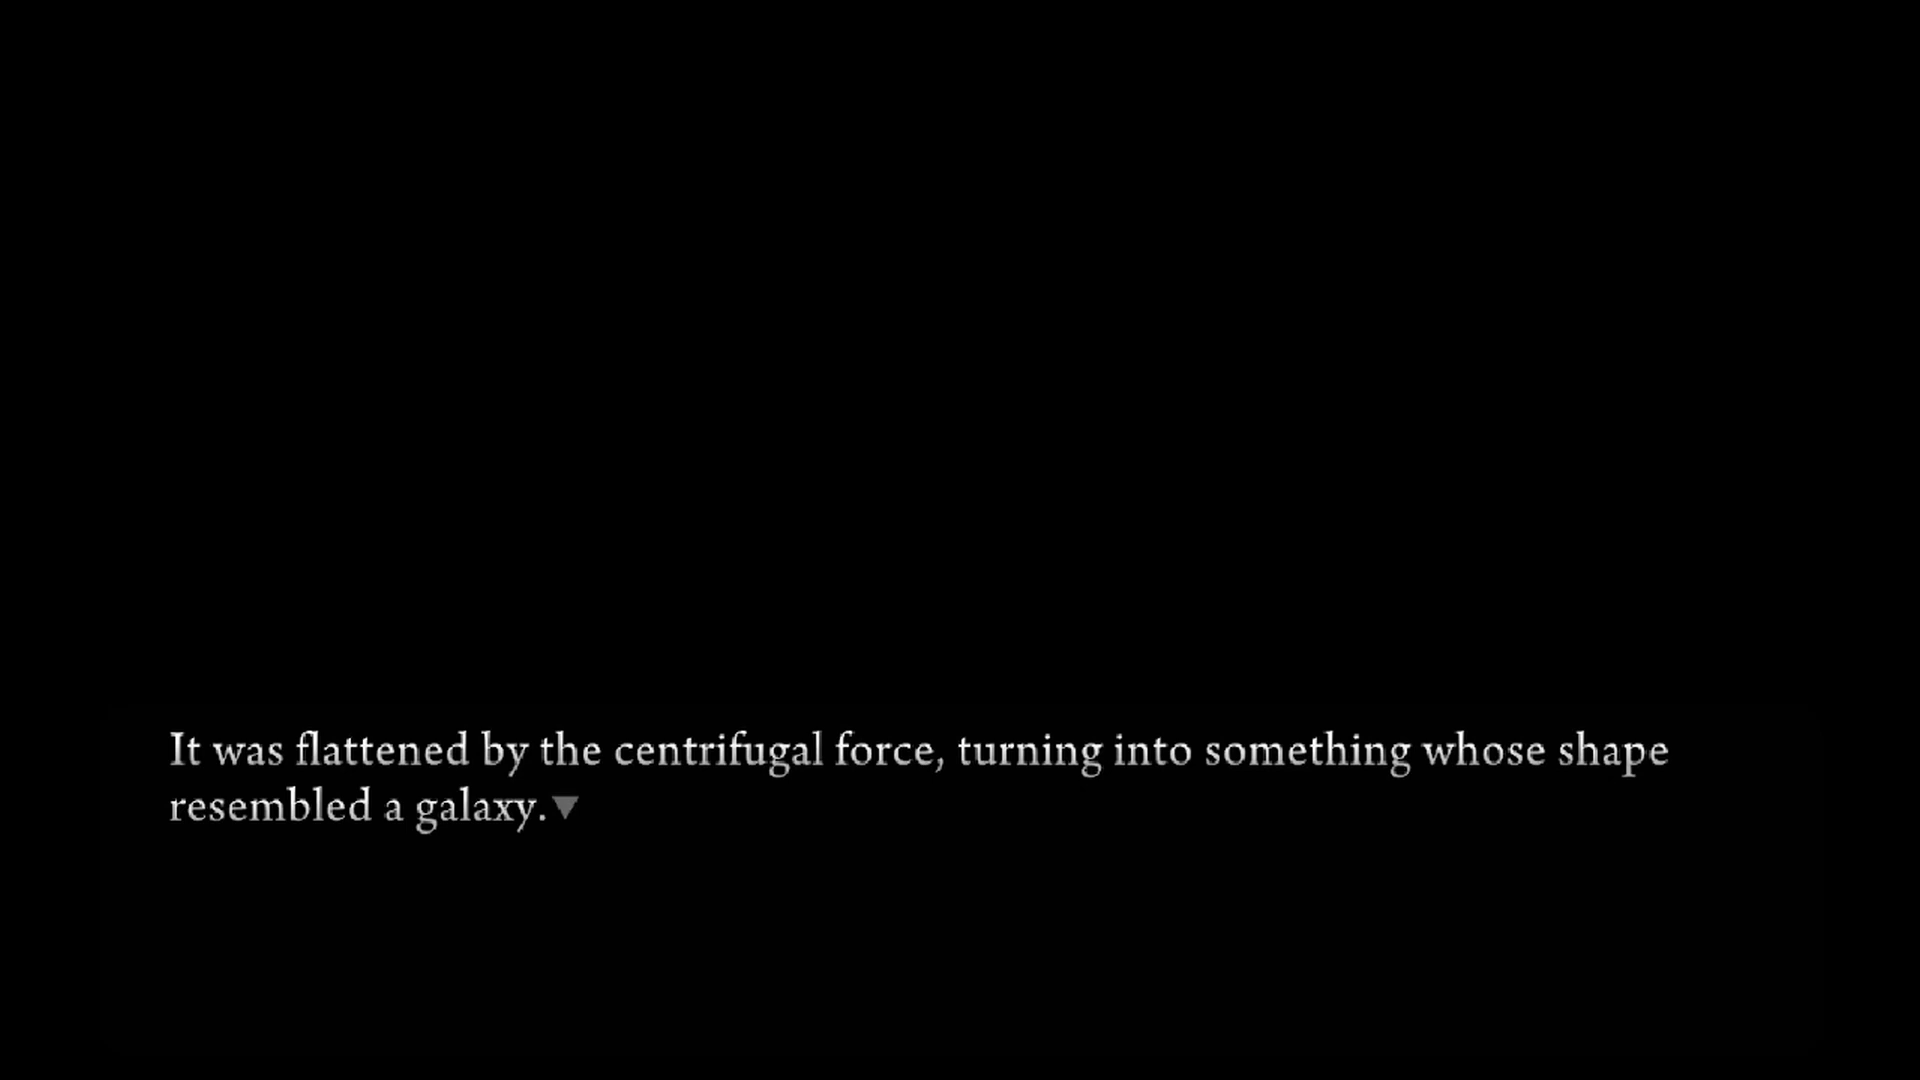 It was flattened by the centrifugal force, turning into something whose shape
resembled a galaxy.